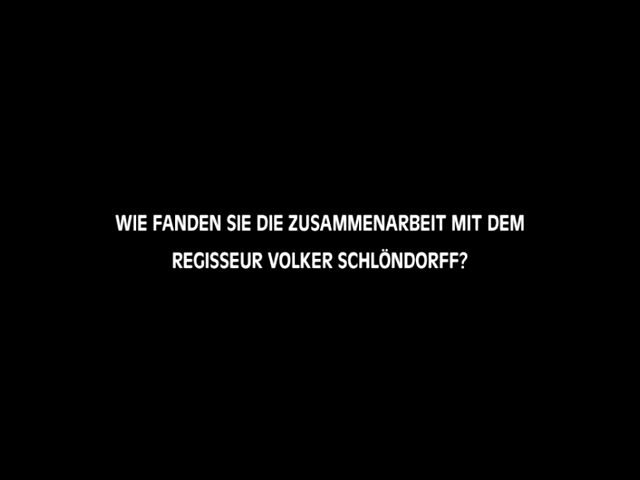 WIE FANDEN SIE DIE ZUSAMMENARBEIT MIT DEM
REGISSEUR VOLKER SCHLÖNDORFF?